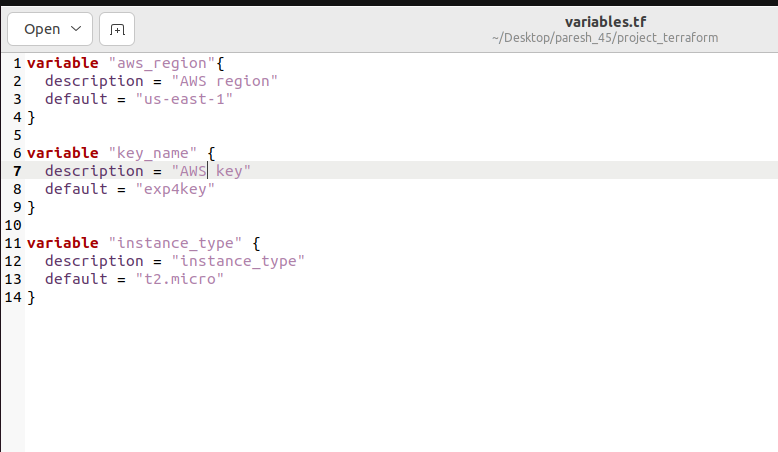 Open
variables.tf
~/Desktop/paresh_45/project_terraform
1 variable "aws_region"{
2   description = "AWS region"
3   default = "us-east-1"
4 }
5
6 variable "key_name" {
7   description = "AWS key"
8   default = "exp4key"
9 }
10
11 variable "instance_type" {
12   description = "instance_type"
13   default = "t2.micro"
14 }